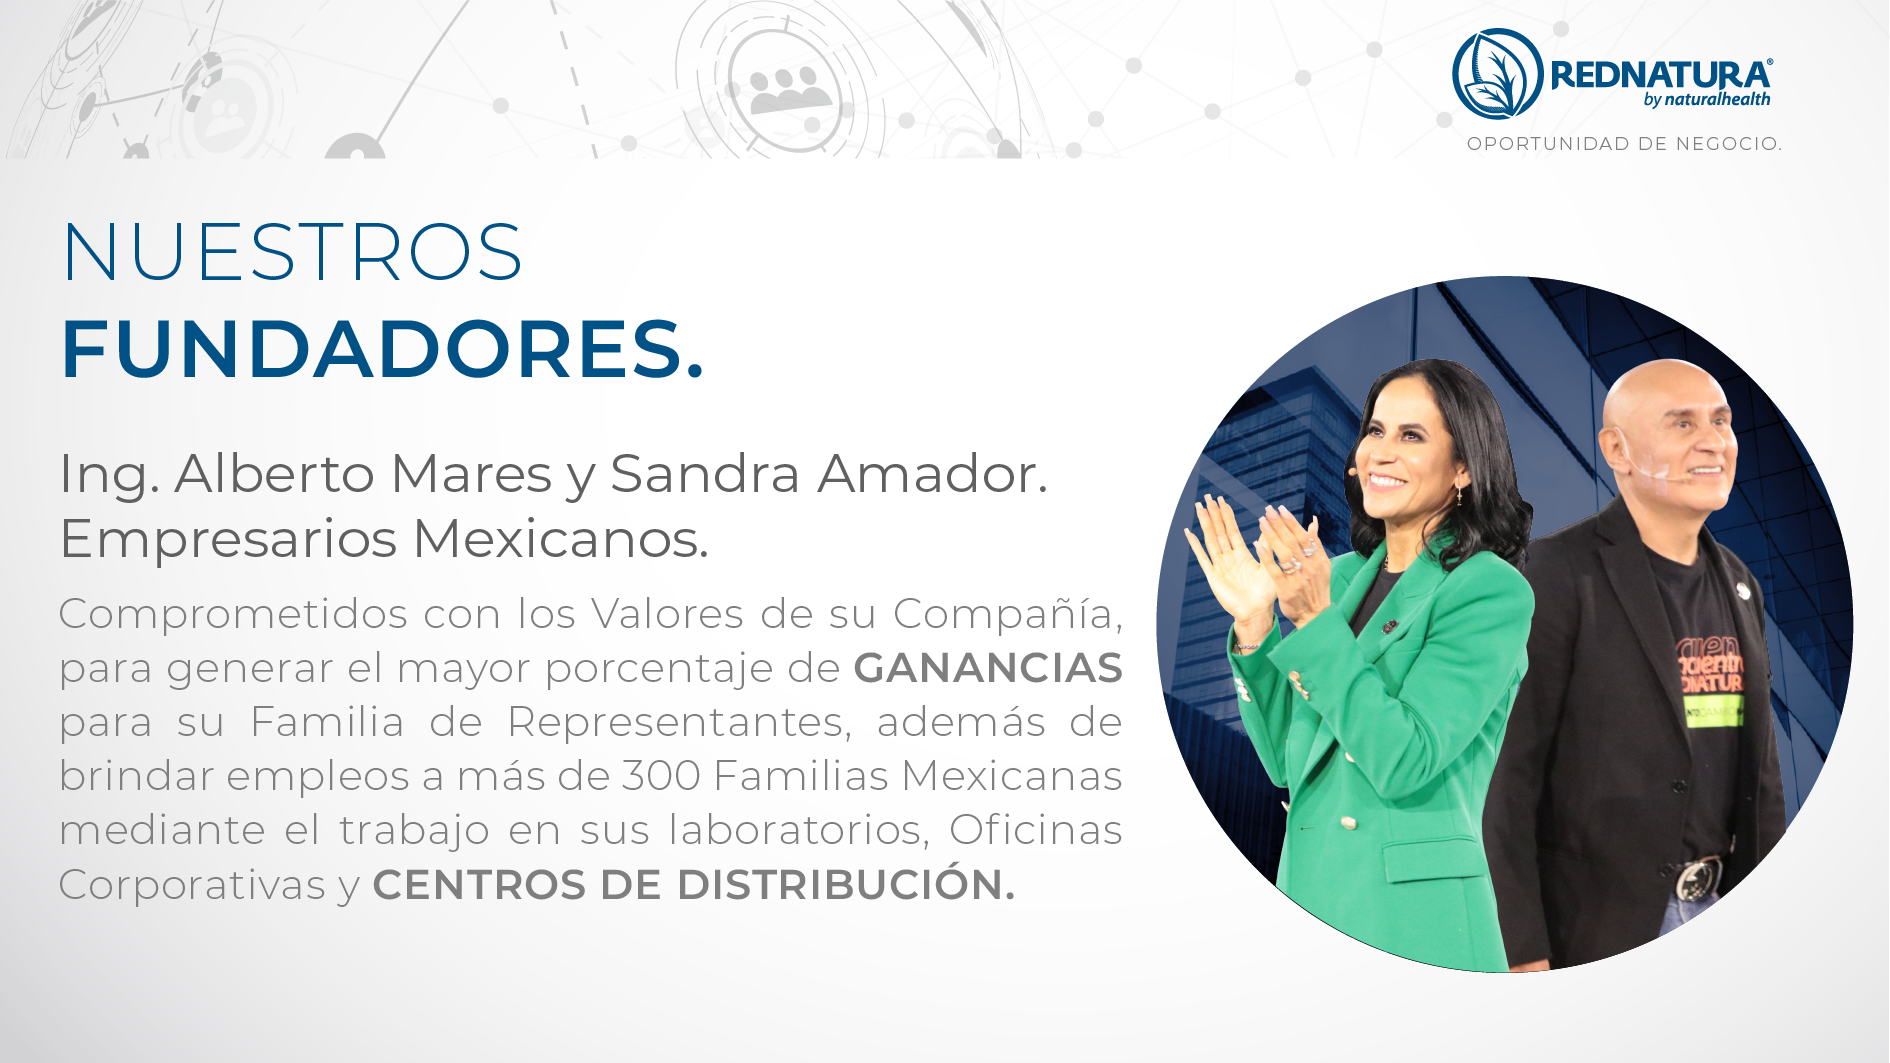 REDNATURA®
by naturalhealth
OPORTUNIDAD DE NEGOCIO.
NUESTROS
FUNDADORES.
Ing. Alberto Mares y Sandra Amador.
Empresarios Mexicanos.
Comprometidos con los Valores de su Compañía,
para generar el mayor porcentaje de GANANCIAS
para su Familia de Representantes, además de
brindar empleos a más de 300 Familias Mexicanas
mediante el trabajo en sus laboratorios, Oficinas
Corporativas y CENTROS DE DISTRIBUCIÓN.